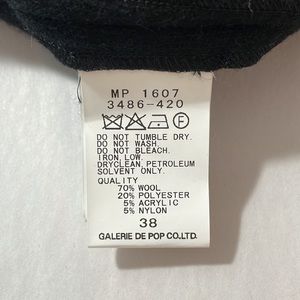 MP 1607
3486-420
F
DO NOT TUMBLE DRY.
DO NOT WASH.
DO NOT BLEACH.
IRON, LOW.
DRYCLEAN, PETROLEUM
SOLVENT ONLY.
QUALITY
70% WOOL
20% POLYESTER
5% ACRYLIC
5% NYLON
38
GALERIE DE POP CO.LTD.